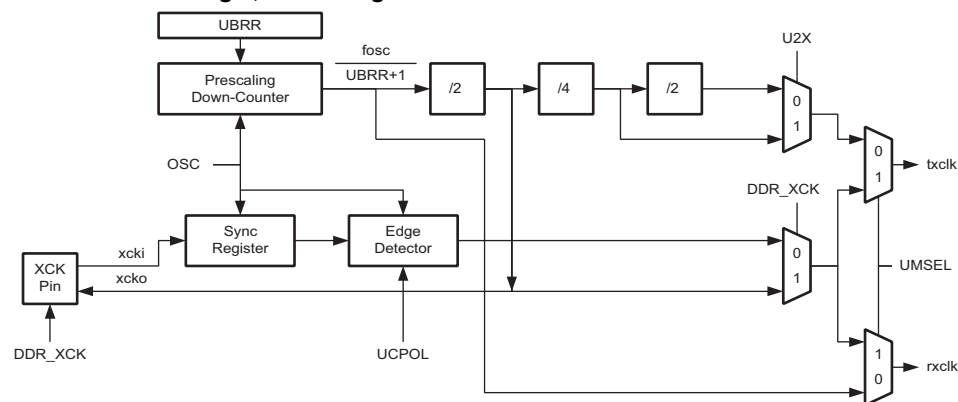 UBRR
fosc
UBRR+1
U2X
Prescaling
Down-Counter
/2
/4
/2
0
1
OSC
0
1
txclk
DDR_XCK
Sync
Register
Edge
Detector
0
1
UMSEL
xcki
xcko
XCK
Pin
DDR_XCK
UCPOL
1
0
rxclk